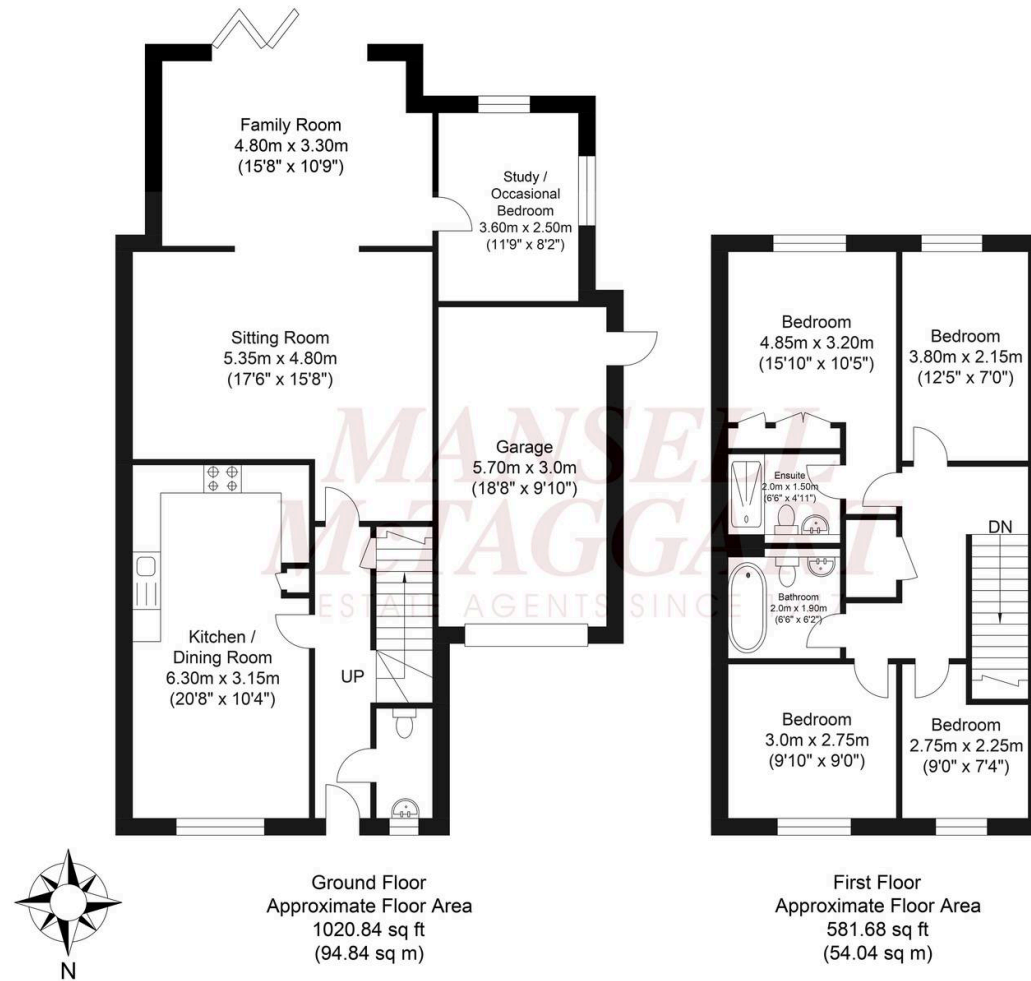 Family Room
4.80m x 3.30m
(15'8" x 10'9")
Study /
Occasional
Bedroom
3.60m x 2.50m
(11'9" x 8'2")
Sitting Room
5.35m x 4.80m
(17'6" x 15'8")
Garage
5.70m x 3.0m
(18'8" x 9'10")
Kitchen /
Dining Room
6.30m x 3.15m
(20'8" x 10'4")
UP
Bedroom
4.85m x 3.20m
(15'10" x 10'5")
Bedroom
3.80m x 2.15m
(12'5" x 7'0")
Ensuite
2.0m x 1.50m
(6'6" x 4'11")
DN
Bathroom
2.0m x 1.90m
(6'6" x 6'2")
Bedroom
3.0m x 2.75m
(9'10" x 9'0")
Bedroom
2.75m x 2.25m
(9'0" x 7'4")
MANSELL
McTAGGART
ESTATE AGENTS SINCE
N
Ground Floor
Approximate Floor Area
1020.84 sq ft
(94.84 sq m)
First Floor
Approximate Floor Area
581.68 sq ft
(54.04 sq m)